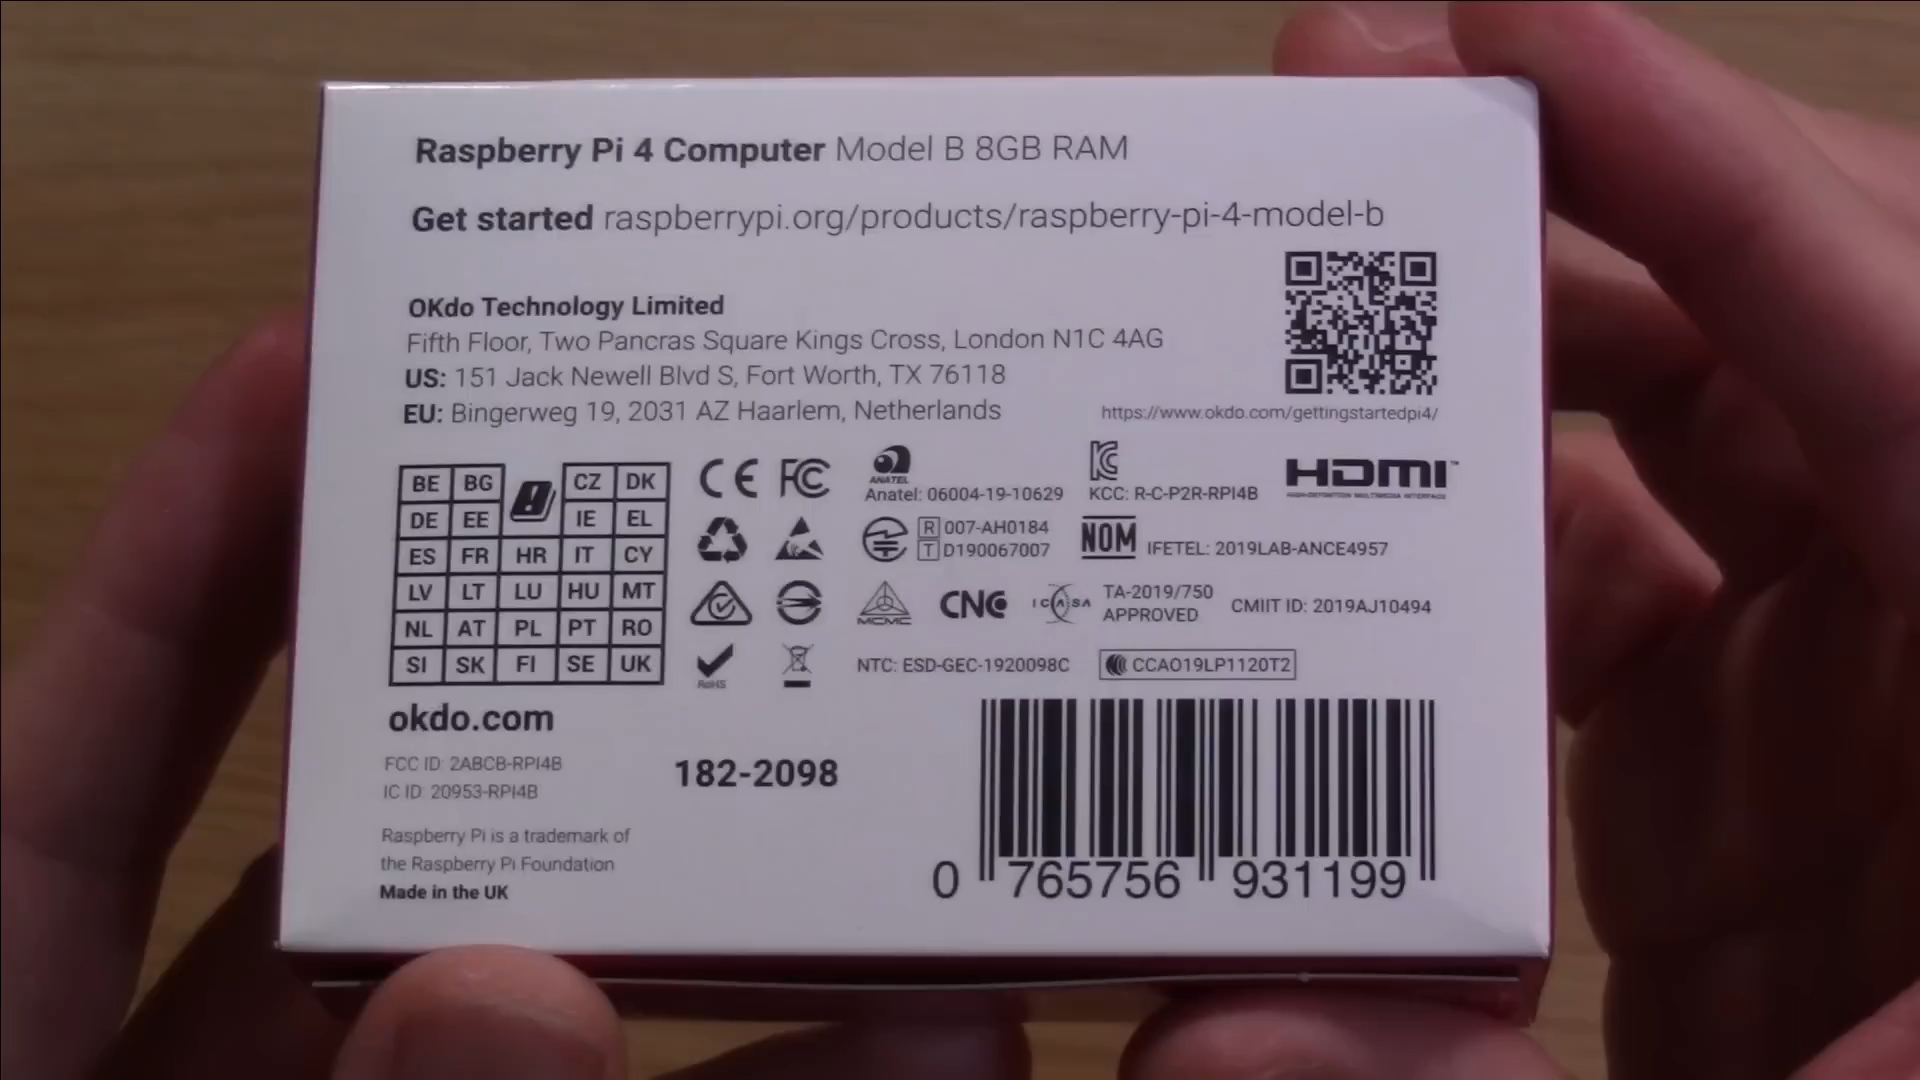 Raspberry Pi 4 Computer Model B 8GB RAM
Get started raspberrypi.org/products/raspberry-pi-4-model-b
OKdo Technology Limited
Fifth Floor, Two Pancras Square Kings Cross, London N1C 4AG
US: 151 Jack Newell Blvd S, Fort Worth, TX 76118
EU: Bingerweg 19, 2031 AZ Haarlem, Netherlands
https://www.okdo.com/gettingstartedpi4/
BE BG CZ DK
DE EE IE EL
ES FR HR IT CY
LV LT LU HU MT
NL AT PL PT RO
SI SK FI SE UK
CE FC
ANATEL
Anatel: 06004-19-10629
KCC: R-C-P2R-RPI4B
HDMI™
HIGH-DEFINITION MULTIMEDIA INTERFACE
R 007-AH0184
T D190067007
NOM IFETEL: 2019LAB-ANCE4957
MCMC
CNC
ICASA
TA-2019/750
APPROVED
CMIIT ID: 2019AJ10494
RoHS
NTC: ESD-GEC-1920098C
CCAO19LP1120T2
okdo.com
FCC ID: 2ABCB-RPI4B
IC ID: 20953-RPI4B
182-2098
Raspberry Pi is a trademark of
the Raspberry Pi Foundation
Made in the UK
0 765756 931199